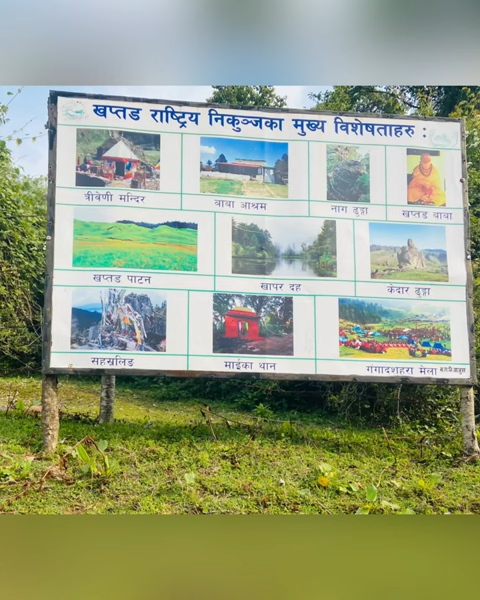 खप्तड राष्ट्रिय निकुञ्जका मुख्य विशेषताहरु :
त्रीवेणी मन्दिर
बाबा आश्रम
नाग ढुङ्गा
खप्तड बाबा
खप्तड पाटन
खापर दह
केदार ढुङ्गा
सहस्रलिङ
माईका थान
गंगादशहरा मेला